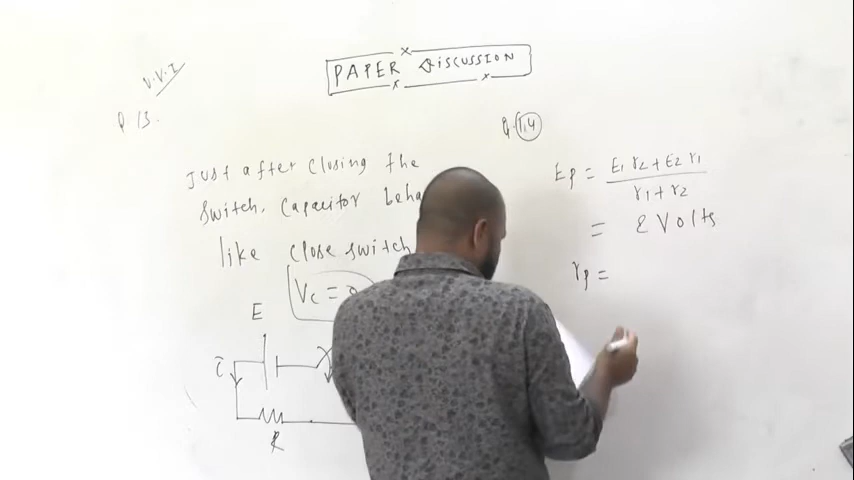 PAPER DISCUSSION
V.V.I
Q 13.
Just after closing the
switch, capacitor beha
like close switch
Vc = 0
E
i
R
Q. 14
Ep = E1 r2 + E2 r1
r1 + r2
= 2 Volts
rp =